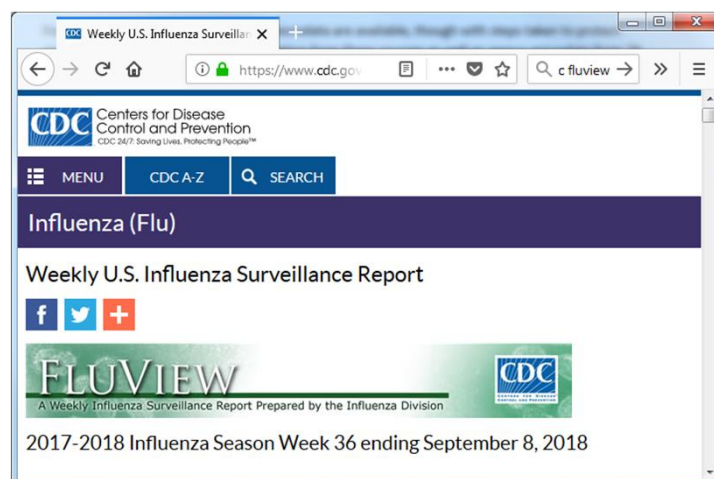 Weekly U.S. Influenza Surveillan
https://www.cdc.gov
c fluview
CDC
Centers for Disease
Control and Prevention
CDC 24/7: Saving Lives. Protecting People™
MENU
CDC A-Z
SEARCH
Influenza (Flu)
Weekly U.S. Influenza Surveillance Report
FLUVIEW
CDC
A Weekly Influenza Surveillance Report Prepared by the Influenza Division
2017-2018 Influenza Season Week 36 ending September 8, 2018